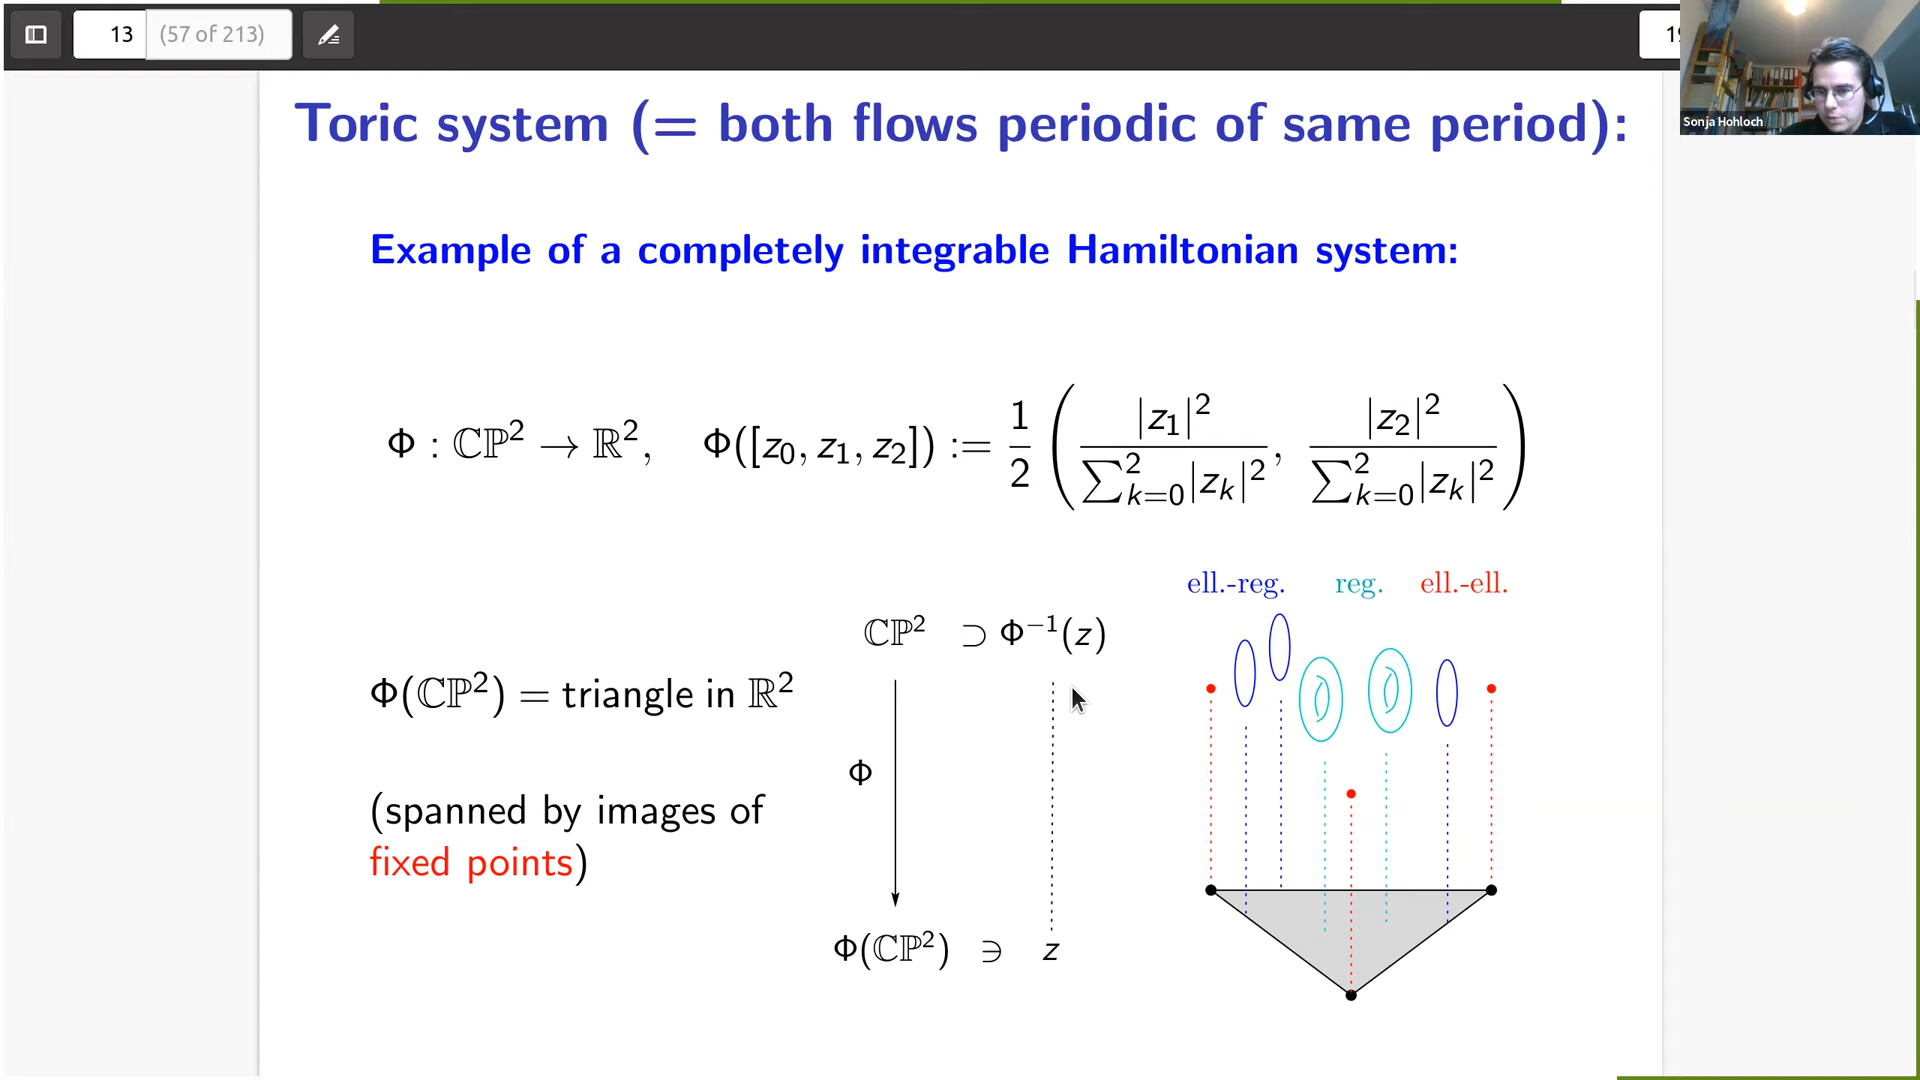 13 (57 of 213)
Sonja Hohloch
Toric system (= both flows periodic of same period):
Example of a completely integrable Hamiltonian system:
Φ : ℂℙ² → ℝ², Φ([z₀, z₁, z₂]) := 1/2 ( |z₁|² / ∑²ₖ₌₀|zₖ|² , |z₂|² / ∑²ₖ₌₀|zₖ|² )
ell.-reg. reg. ell.-ell.
ℂℙ² ⊃ Φ⁻¹(z)
Φ(ℂℙ²) = triangle in ℝ²
Φ
(spanned by images of
fixed points)
Φ(ℂℙ²) ∋ z